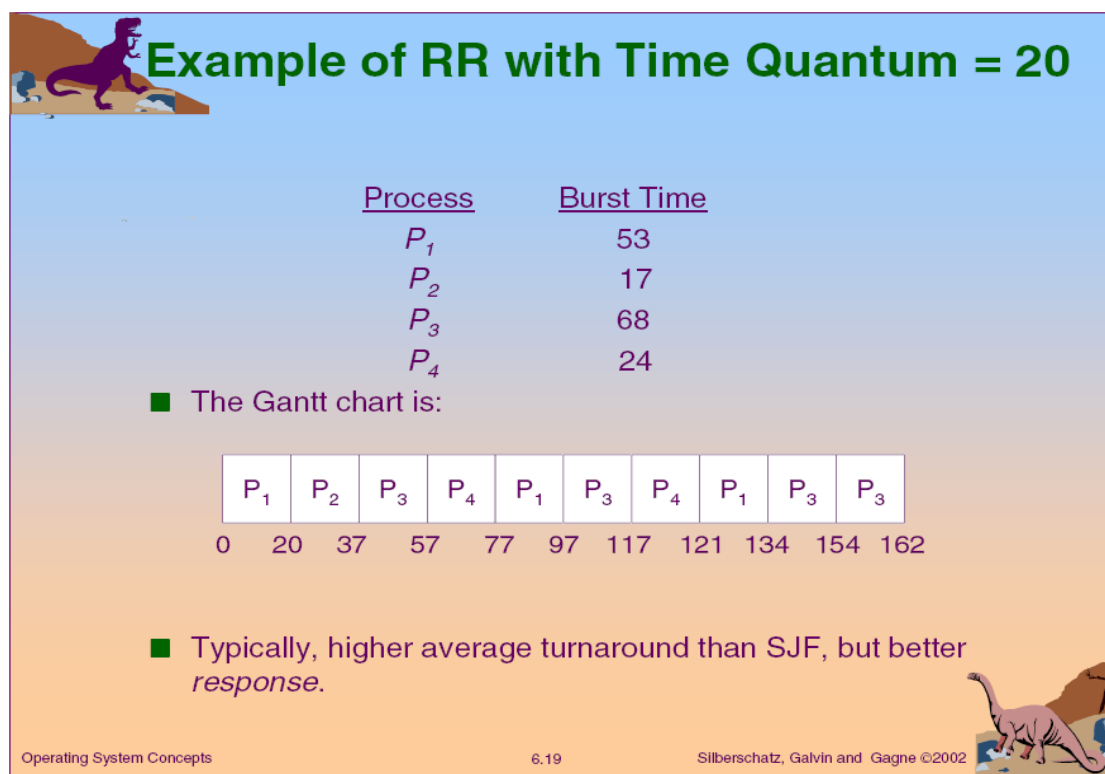 Example of RR with Time Quantum = 20
Process Burst Time
P1 53
P2 17
P3 68
P4 24
The Gantt chart is:
P1 P2 P3 P4 P1 P3 P4 P1 P3 P3
0 20 37 57 77 97 117 121 134 154 162
Typically, higher average turnaround than SJF, but better
response.
Operating System Concepts 6.19 Silberschatz, Galvin and Gagne ©2002